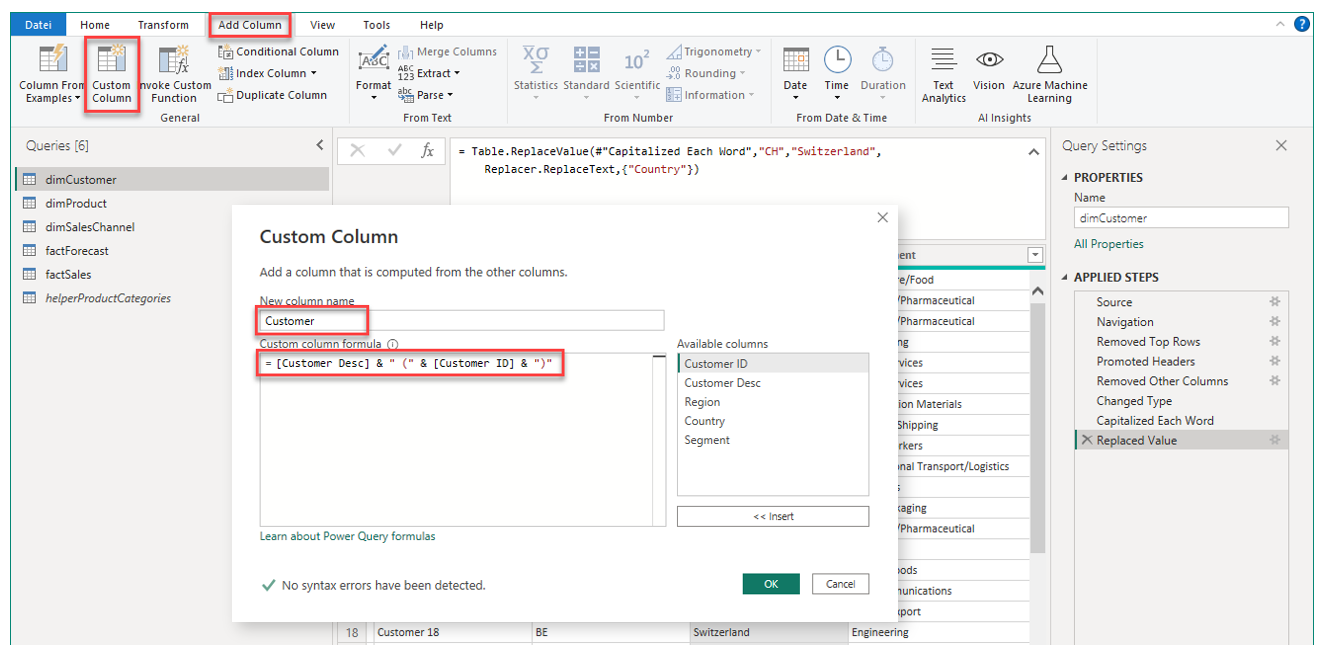 Datei Home Transform Add Column View Tools Help
Column From Examples
Custom Column
Invoke Custom Function
Conditional Column
Index Column
Duplicate Column
General
Format
Merge Columns
Extract
Parse
From Text
Statistics
Standard
Scientific
Trigonometry
Rounding
Information
From Number
Date
Time
Duration
From Date & Time
Text Analytics
Vision
Azure Machine Learning
AI Insights
Queries [6]
dimCustomer
dimProduct
dimSalesChannel
factForecast
factSales
helperProductCategories
= Table.ReplaceValue(#"Capitalized Each Word","CH","Switzerland",
Replacer.ReplaceText,{"Country"})
Custom Column
Add a column that is computed from the other columns.
New column name
Customer
Custom column formula
= [Customer Desc] & " (" & [Customer ID] & ")"
Available columns
Customer ID
Customer Desc
Region
Country
Segment
<< Insert
Learn about Power Query formulas
No syntax errors have been detected.
OK
Cancel
ent
re/Food
/Pharmaceutical
/Pharmaceutical
ng
vices
vices
ion Materials
Shipping
rkers
nal Transport/Logistics
s
kaging
/Pharmaceutical
ods
munications
xport
18 Customer 18 BE Switzerland Engineering
Query Settings
PROPERTIES
Name
dimCustomer
All Properties
APPLIED STEPS
Source
Navigation
Removed Top Rows
Promoted Headers
Removed Other Columns
Changed Type
Capitalized Each Word
Replaced Value